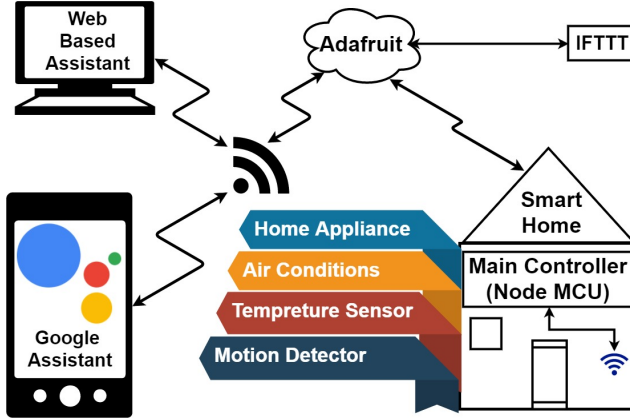 Web
Based
Assistant
Adafruit
IFTTT
Google
Assistant
Home Appliance
Air Conditions
Tempreture Sensor
Motion Detector
Smart
Home
Main Controller
(Node MCU)